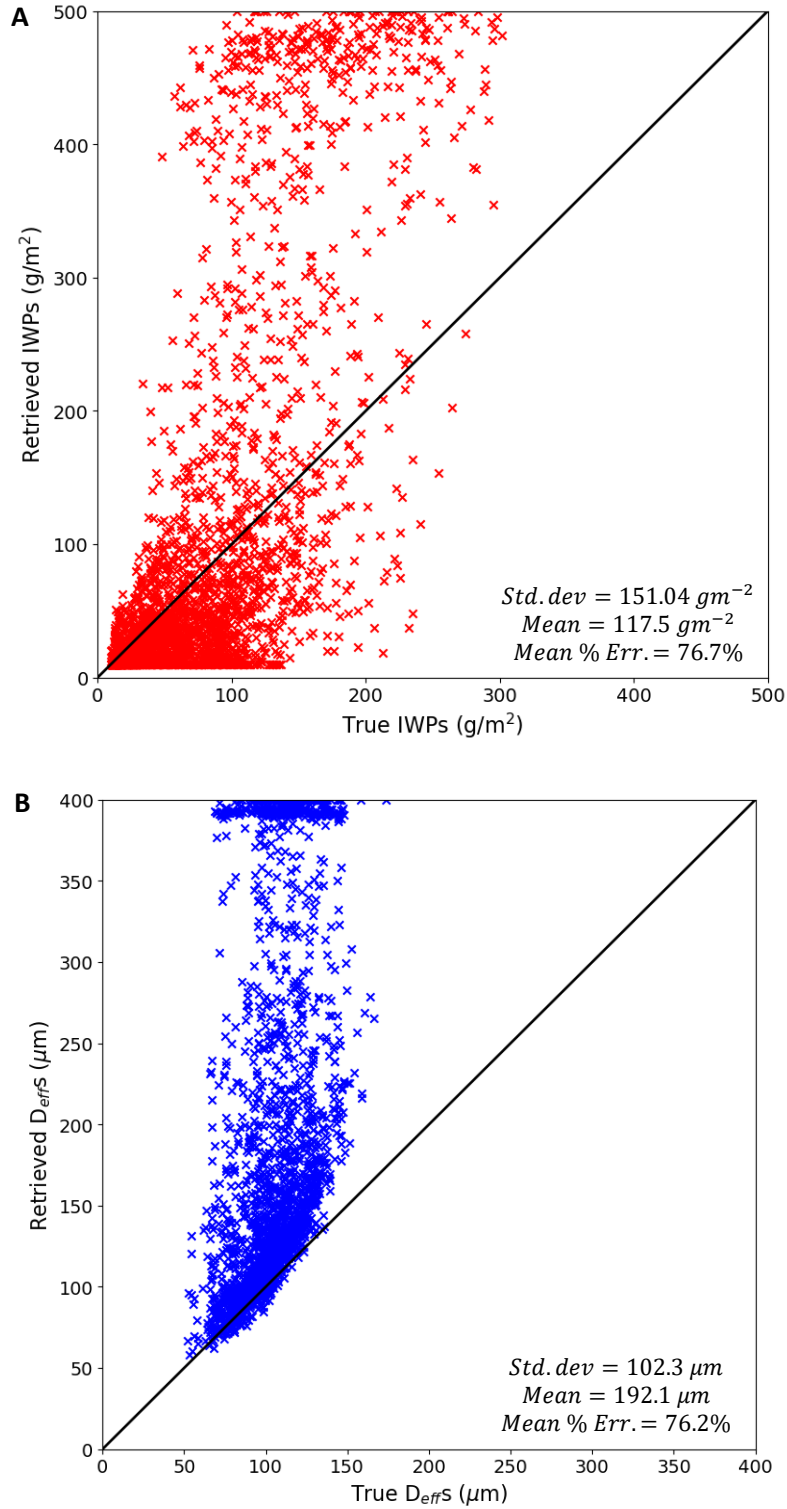 A
500
400
300
200
100
0
Retrieved IWPs (g/m²)
Std. dev = 151.04 gm⁻²
Mean = 117.5 gm⁻²
Mean % Err. = 76.7%
0 100 200 300 400 500
True IWPs (g/m²)
B
400
350
300
250
200
150
100
50
0
Retrieved Dₑffs (μm)
Std. dev = 102.3 μm
Mean = 192.1 μm
Mean % Err. = 76.2%
0 50 100 150 200 250 300 350 400
True Dₑffs (μm)